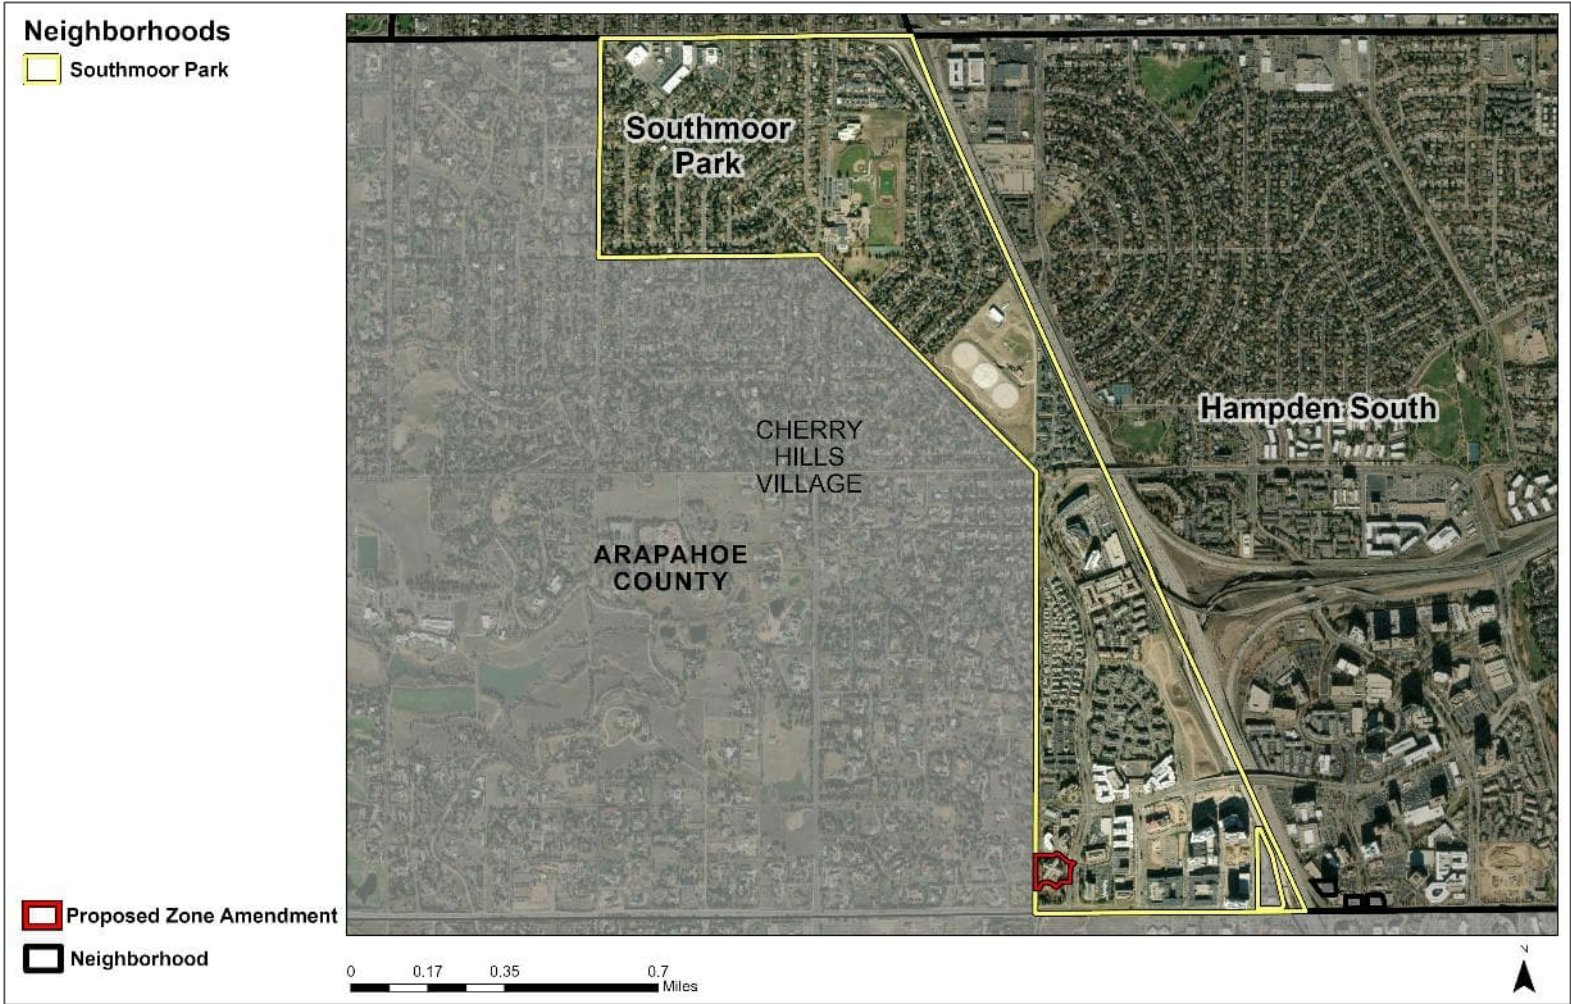 Neighborhoods
Southmoor Park
Southmoor
Park
Hampden South
CHERRY
HILLS
VILLAGE
ARAPAHOE
COUNTY
Proposed Zone Amendment
Neighborhood
0 0.17 0.35 0.7
Miles
N